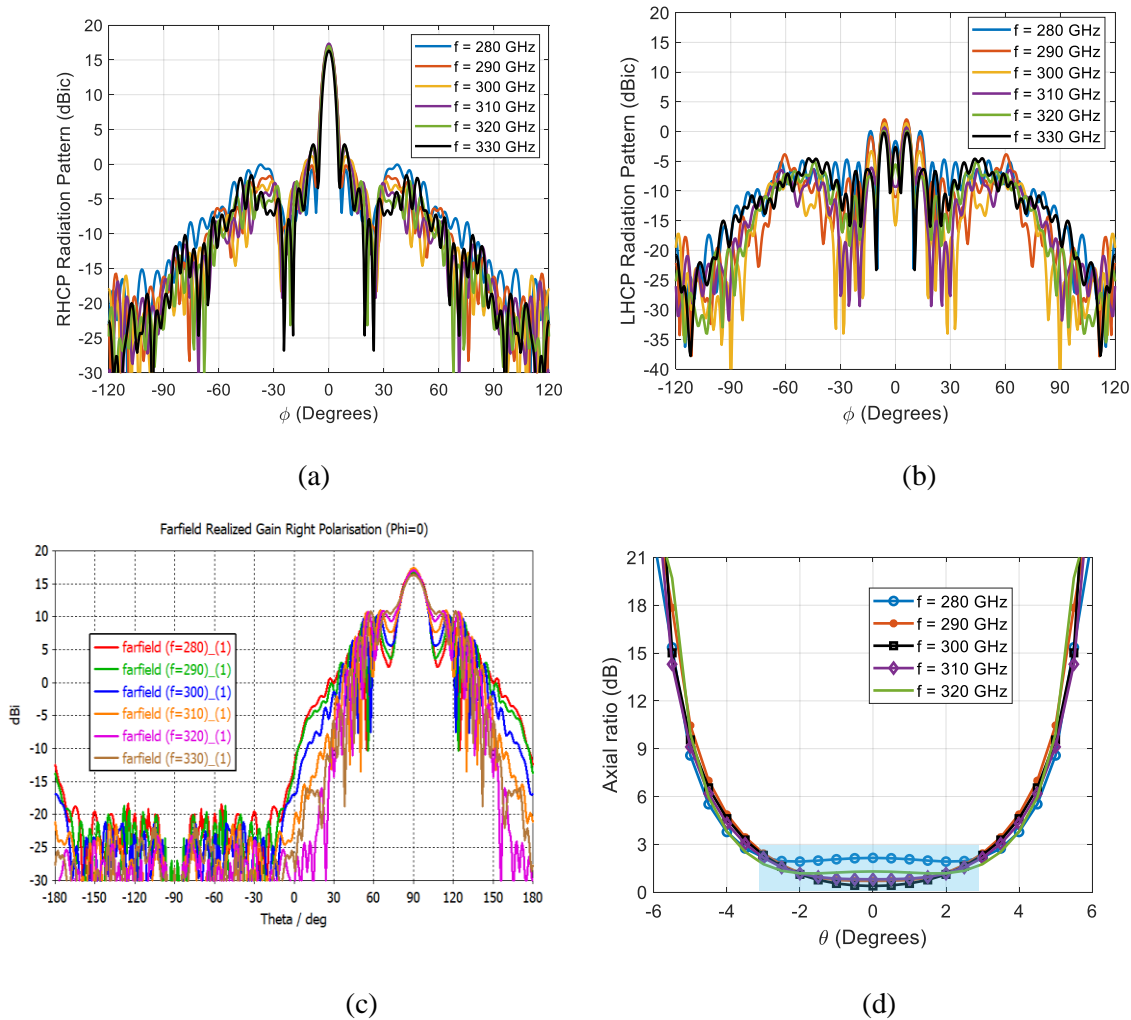 20
15
10
5
0
-5
-10
-15
-20
-25
-30
RHCP Radiation Pattern (dBic)
f = 280 GHz
f = 290 GHz
f = 300 GHz
f = 310 GHz
f = 320 GHz
f = 330 GHz
-120 -90 -60 -30 0 30 60 90 120
ϕ (Degrees)
(a)
20
15
10
5
0
-5
-10
-15
-20
-25
-30
-35
-40
LHCP Radiation Pattern (dBic)
f = 280 GHz
f = 290 GHz
f = 300 GHz
f = 310 GHz
f = 320 GHz
f = 330 GHz
-120 -90 -60 -30 0 30 60 90 120
ϕ (Degrees)
(b)
Farfield Realized Gain Right Polarisation (Phi=0)
20
15
10
5
0
-5
-10
-15
-20
-25
-30
dBi
farfield (f=280)_(1)
farfield (f=290)_(1)
farfield (f=300)_(1)
farfield (f=310)_(1)
farfield (f=320)_(1)
farfield (f=330)_(1)
-180 -150 -120 -90 -60 -30 0 30 60 90 120 150 180
Theta / deg
(c)
21
18
15
12
9
6
3
0
Axial ratio (dB)
f = 280 GHz
f = 290 GHz
f = 300 GHz
f = 310 GHz
f = 320 GHz
-6 -4 -2 0 2 4 6
θ (Degrees)
(d)